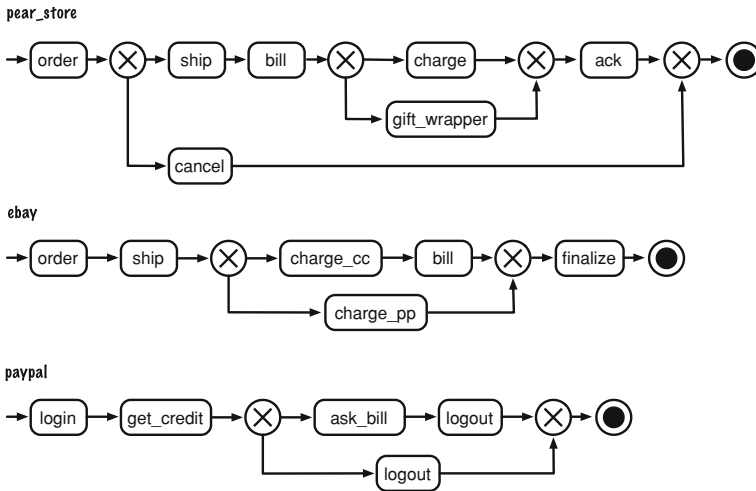 pear_store
order
ship
bill
charge
ack
gift_wrapper
cancel
ebay
order
ship
charge_cc
bill
finalize
charge_pp
paypal
login
get_credit
ask_bill
logout
logout